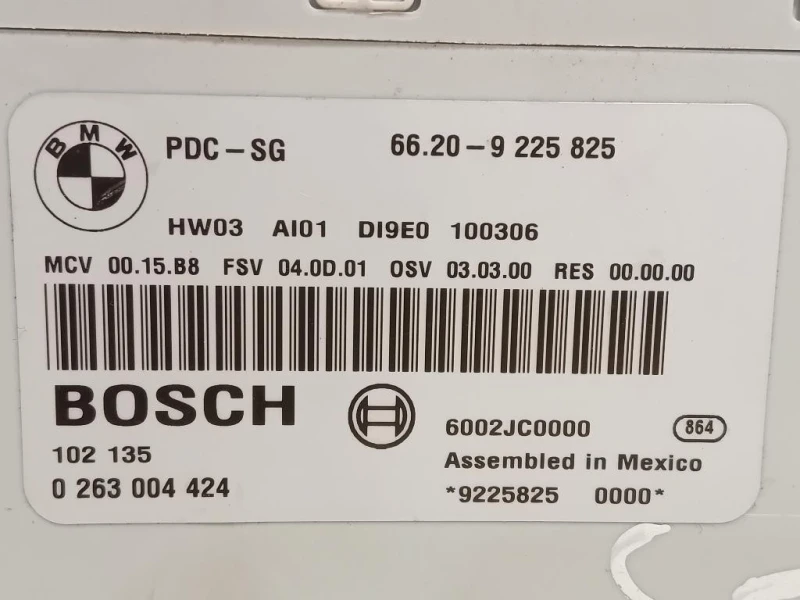 BMW
PDC-SG 66.20-9 225 825
HW03 AI01 DI9E0 100306
MCV 00.15.B8 FSV 04.0D.01 OSV 03.03.00 RES 00.00.00
BOSCH
6002JC0000 864
102 135 Assembled in Mexico
0 263 004 424 *9225825 0000*